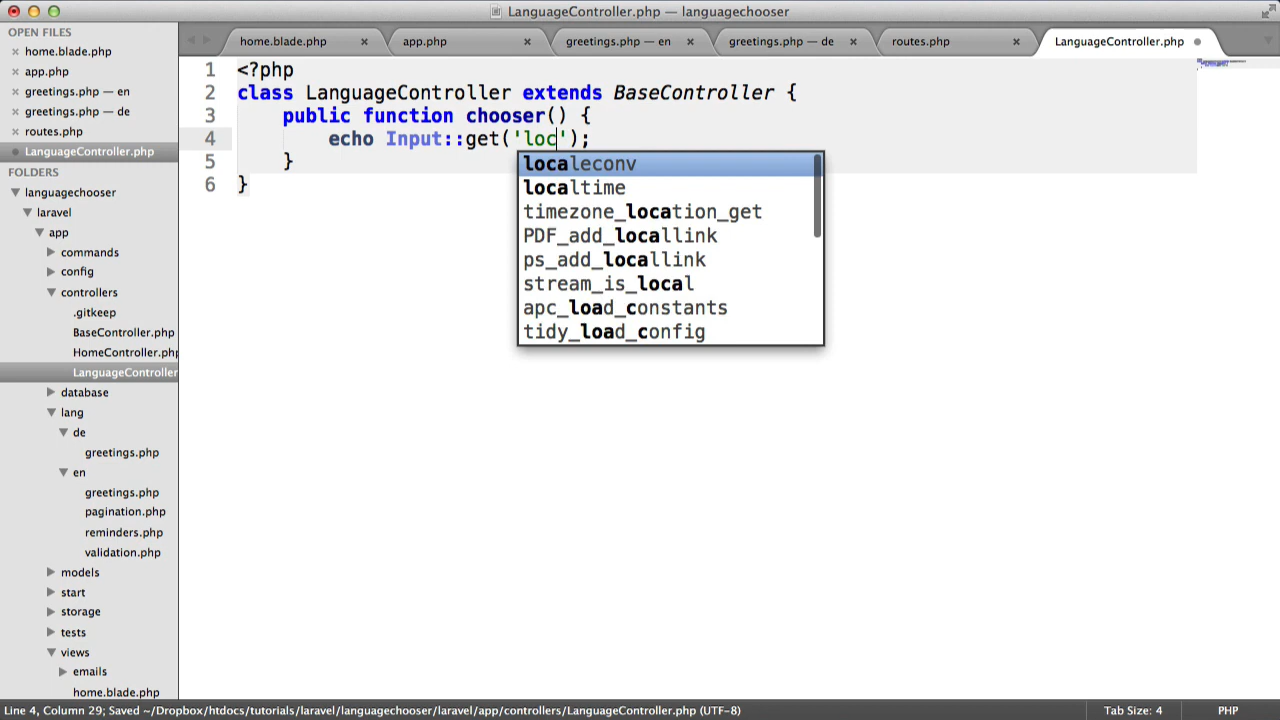 LanguageController.php — languagechooser
OPEN FILES
home.blade.php
app.php
greetings.php — en
greetings.php — de
routes.php
LanguageController.php
FOLDERS
languagechooser
laravel
app
commands
config
controllers
.gitkeep
BaseController.php
HomeController.php
LanguageController
database
lang
de
greetings.php
en
greetings.php
pagination.php
reminders.php
validation.php
models
start
storage
tests
views
emails
home.blade.php
home.blade.php
app.php
greetings.php — en
greetings.php — de
routes.php
LanguageController.php
1 <?php
2 class LanguageController extends BaseController {
3 public function chooser() {
4 echo Input::get('loc');
5 }
6 }
localeconv
localtime
timezone_location_get
PDF_add_locallink
ps_add_locallink
stream_is_local
apc_load_constants
tidy_load_config
Line 4, Column 29; Saved ~/Dropbox/htdocs/tutorials/laravel/languagechooser/laravel/app/controllers/LanguageController.php (UTF-8)
Tab Size: 4
PHP